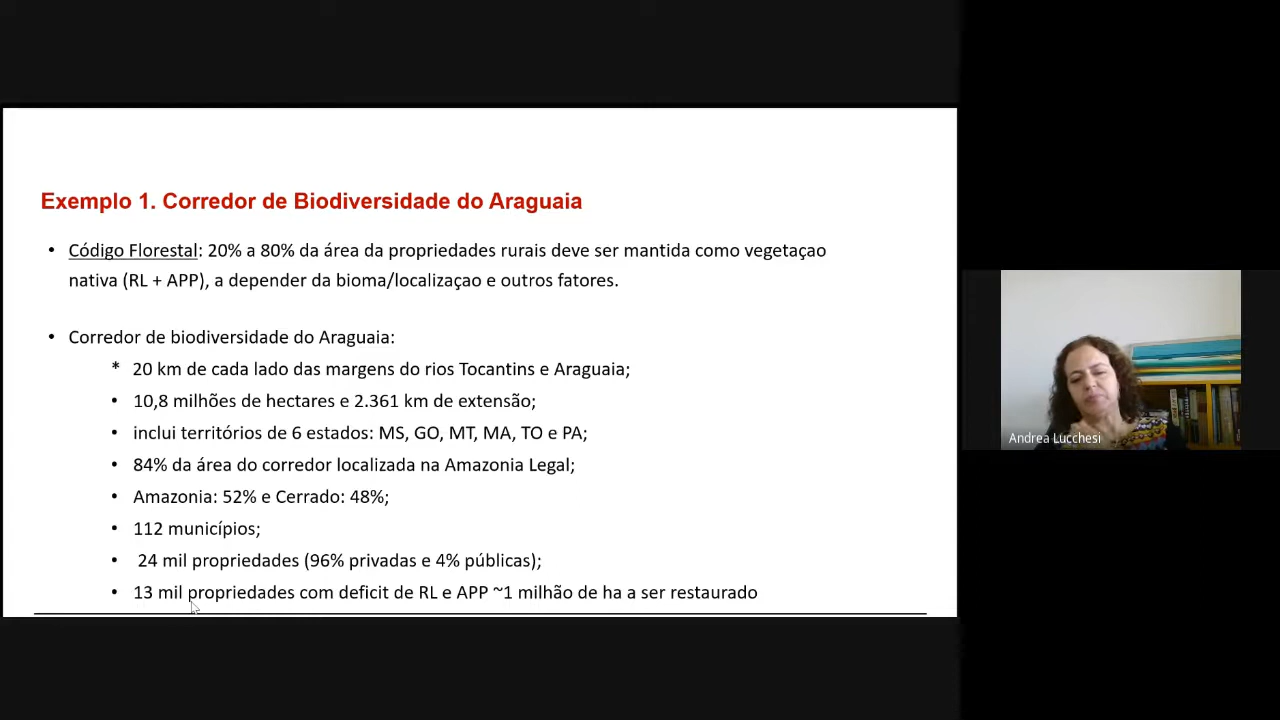 Exemplo 1. Corredor de Biodiversidade do Araguaia
• Código Florestal: 20% a 80% da área da propriedades rurais deve ser mantida como vegetaçao
nativa (RL + APP), a depender da bioma/localizaçao e outros fatores.
• Corredor de biodiversidade do Araguaia:
* 20 km de cada lado das margens do rios Tocantins e Araguaia;
• 10,8 milhões de hectares e 2.361 km de extensão;
• inclui territórios de 6 estados: MS, GO, MT, MA, TO e PA;
• 84% da área do corredor localizada na Amazonia Legal;
• Amazonia: 52% e Cerrado: 48%;
• 112 municípios;
• 24 mil propriedades (96% privadas e 4% públicas);
• 13 mil propriedades com deficit de RL e APP ~1 milhão de ha a ser restaurado
Andrea Lucchesi